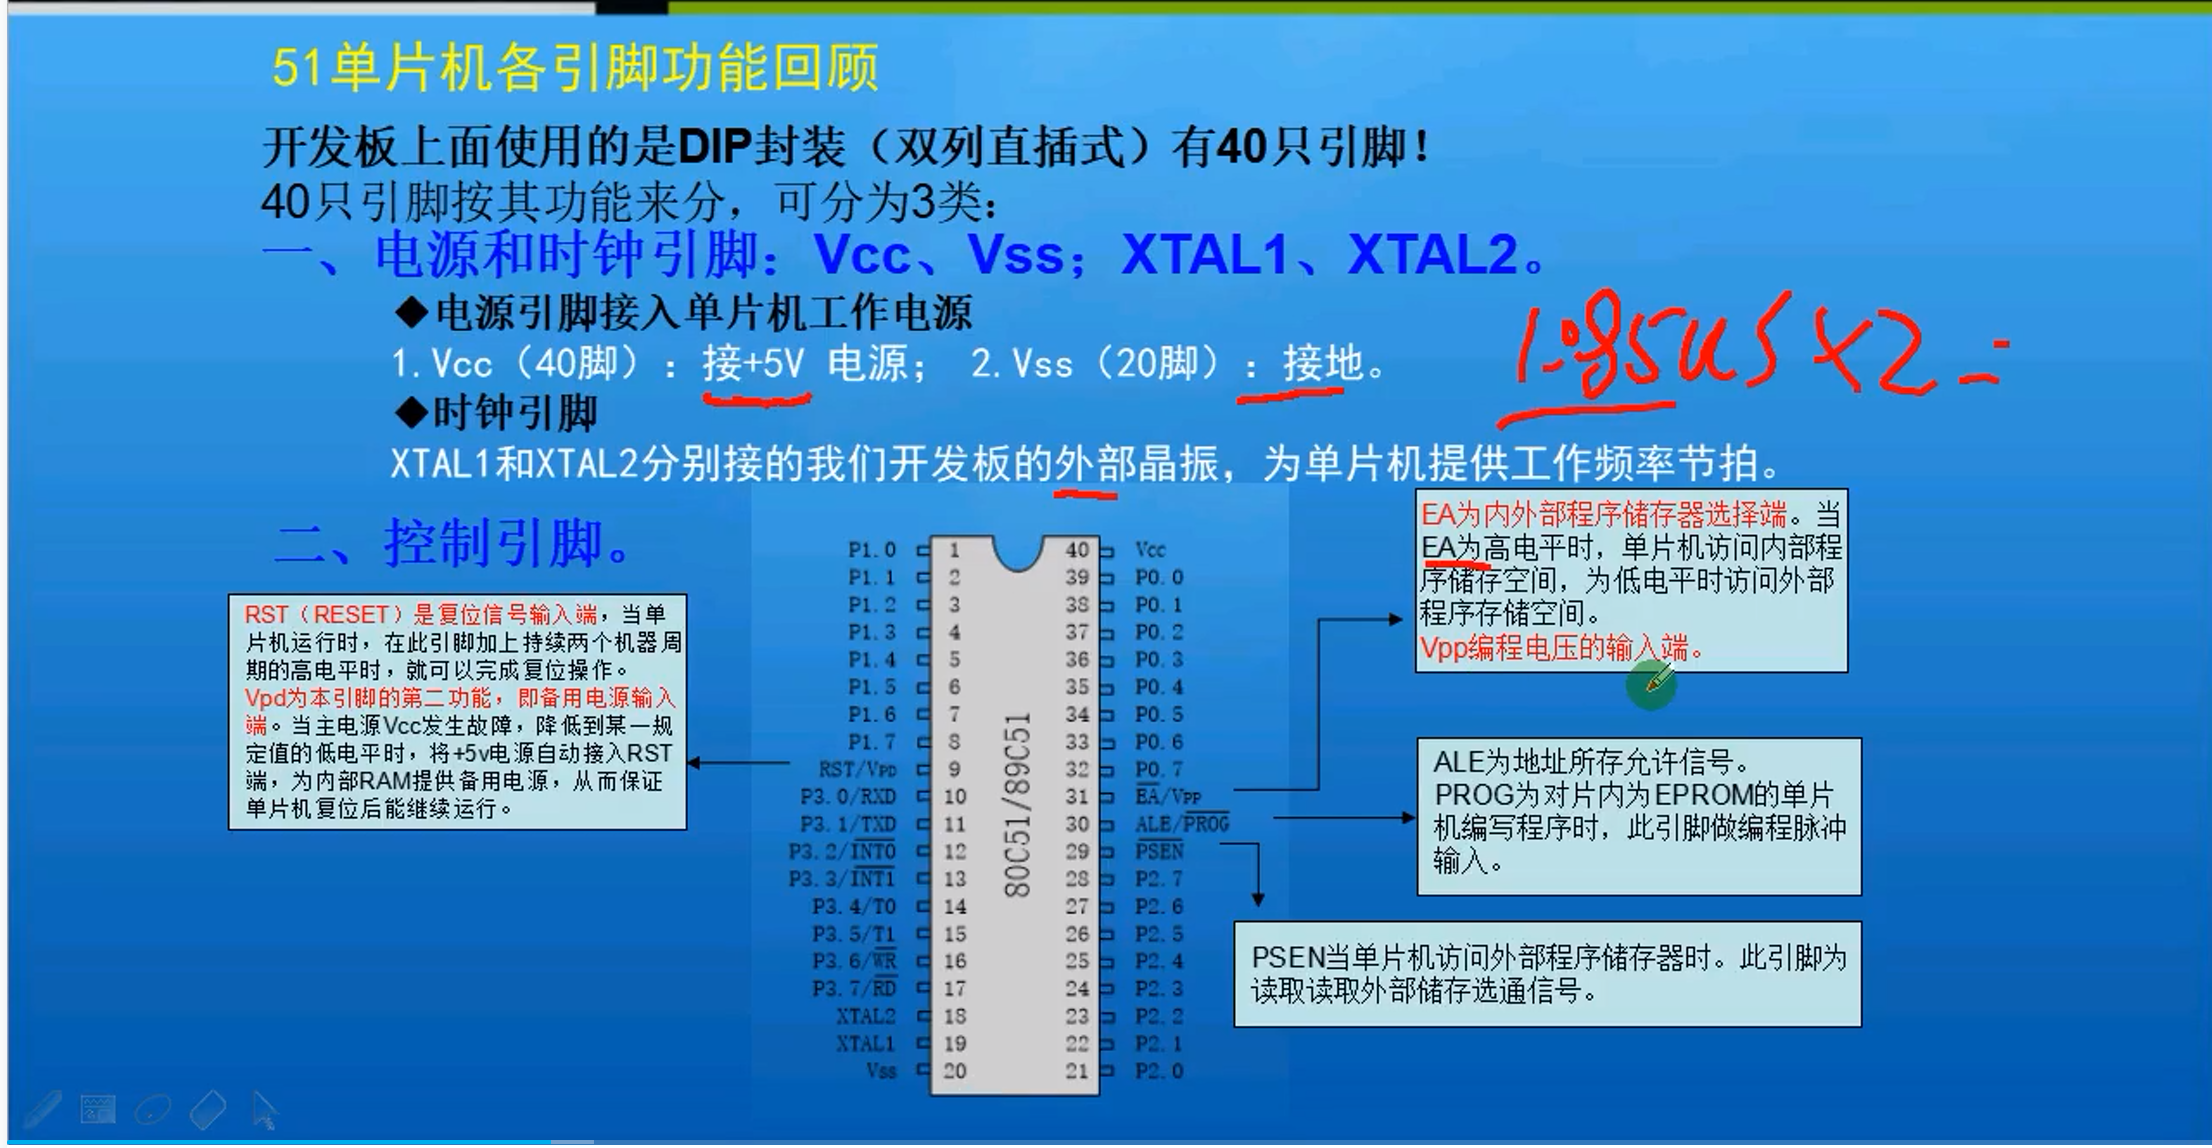 51单片机各引脚功能回顾
开发板上面使用的是DIP封装（双列直插式）有40只引脚！
40只引脚按其功能来分，可分为3类：
一、电源和时钟引脚：Vcc、Vss；XTAL1、XTAL2。
◆电源引脚接入单片机工作电源
1.Vcc（40脚）：接+5V 电源； 2.Vss（20脚）：接地。
1.085us×2=
◆时钟引脚
XTAL1和XTAL2分别接的我们开发板的外部晶振，为单片机提供工作频率节拍。
二、控制引脚。
RST（RESET）是复位信号输入端，当单
片机运行时，在此引脚加上持续两个机器周
期的高电平时，就可以完成复位操作。
Vpd为本引脚的第二功能，即备用电源输入
端。当主电源Vcc发生故障，降低到某一规
定值的低电平时，将+5v电源自动接入RST
端，为内部RAM提供备用电源，从而保证
单片机复位后能继续运行。
P1.0 1 40 Vcc
P1.1 2 39 P0.0
P1.2 3 38 P0.1
P1.3 4 37 P0.2
P1.4 5 36 P0.3
P1.5 6 35 P0.4
P1.6 7 34 P0.5
P1.7 8 33 P0.6
RST/VPD 9 32 P0.7
P3.0/RXD 10 31 EA/VPP
P3.1/TXD 11 30 ALE/PROG
P3.2/INT0 12 29 PSEN
P3.3/INT1 13 28 P2.7
P3.4/T0 14 27 P2.6
P3.5/T1 15 26 P2.5
P3.6/WR 16 25 P2.4
P3.7/RD 17 24 P2.3
XTAL2 18 23 P2.2
XTAL1 19 22 P2.1
Vss 20 21 P2.0
80C51/89C51
EA为内外部程序储存器选择端。当
EA为高电平时，单片机访问内部程
序储存空间，为低电平时访问外部
程序存储空间。
Vpp编程电压的输入端。
ALE为地址所存允许信号。
PROG为对片内为EPROM的单片
机编写程序时，此引脚做编程脉冲
输入。
PSEN当单片机访问外部程序储存器时。此引脚为
读取读取外部储存选通信号。